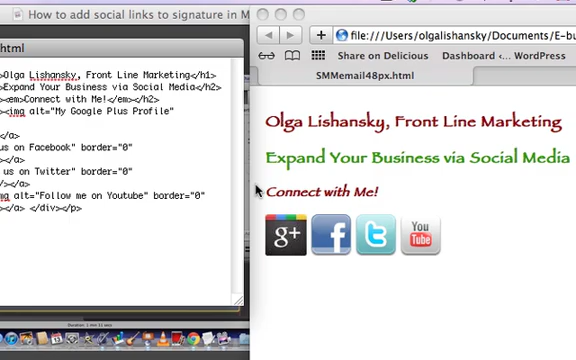 How to add social links to signature in M
html
>Olga Lishansky, Front Line Marketing</h1>
>Expand Your Business via Social Media</h2>
><em>Connect with Me!</em></h2>
><img alt="My Google Plus Profile"
></a>
us on Facebook" border="0"
></a>
us on Twitter" border="0"
/></a>
mg alt="Follow me on Youtube" border="0"
></a> </div></p>
file:///Users/olgalishansky/Documents/E-bu
Share on Delicious Dashboard ‹ ... WordPress
SMMemail48px.html
Olga Lishansky, Front Line Marketing
Expand Your Business via Social Media
Connect with Me!
g+ f t You Tube